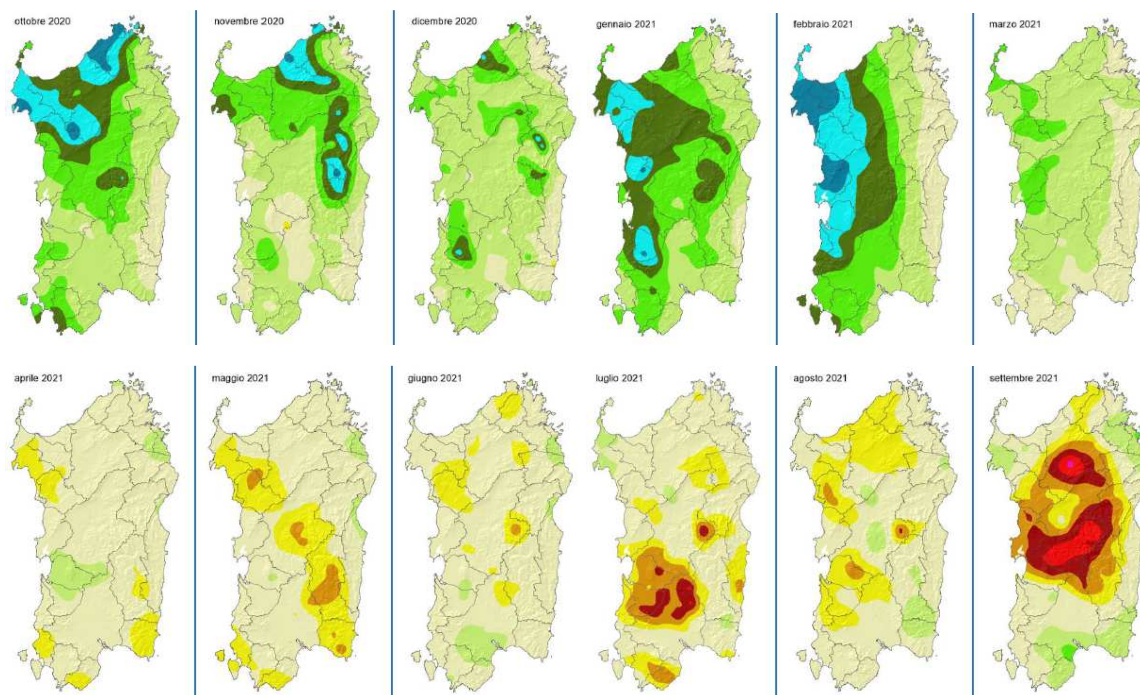 ottobre 2020
novembre 2020
dicembre 2020
gennaio 2021
febbraio 2021
marzo 2021
aprile 2021
maggio 2021
giugno 2021
luglio 2021
agosto 2021
settembre 2021